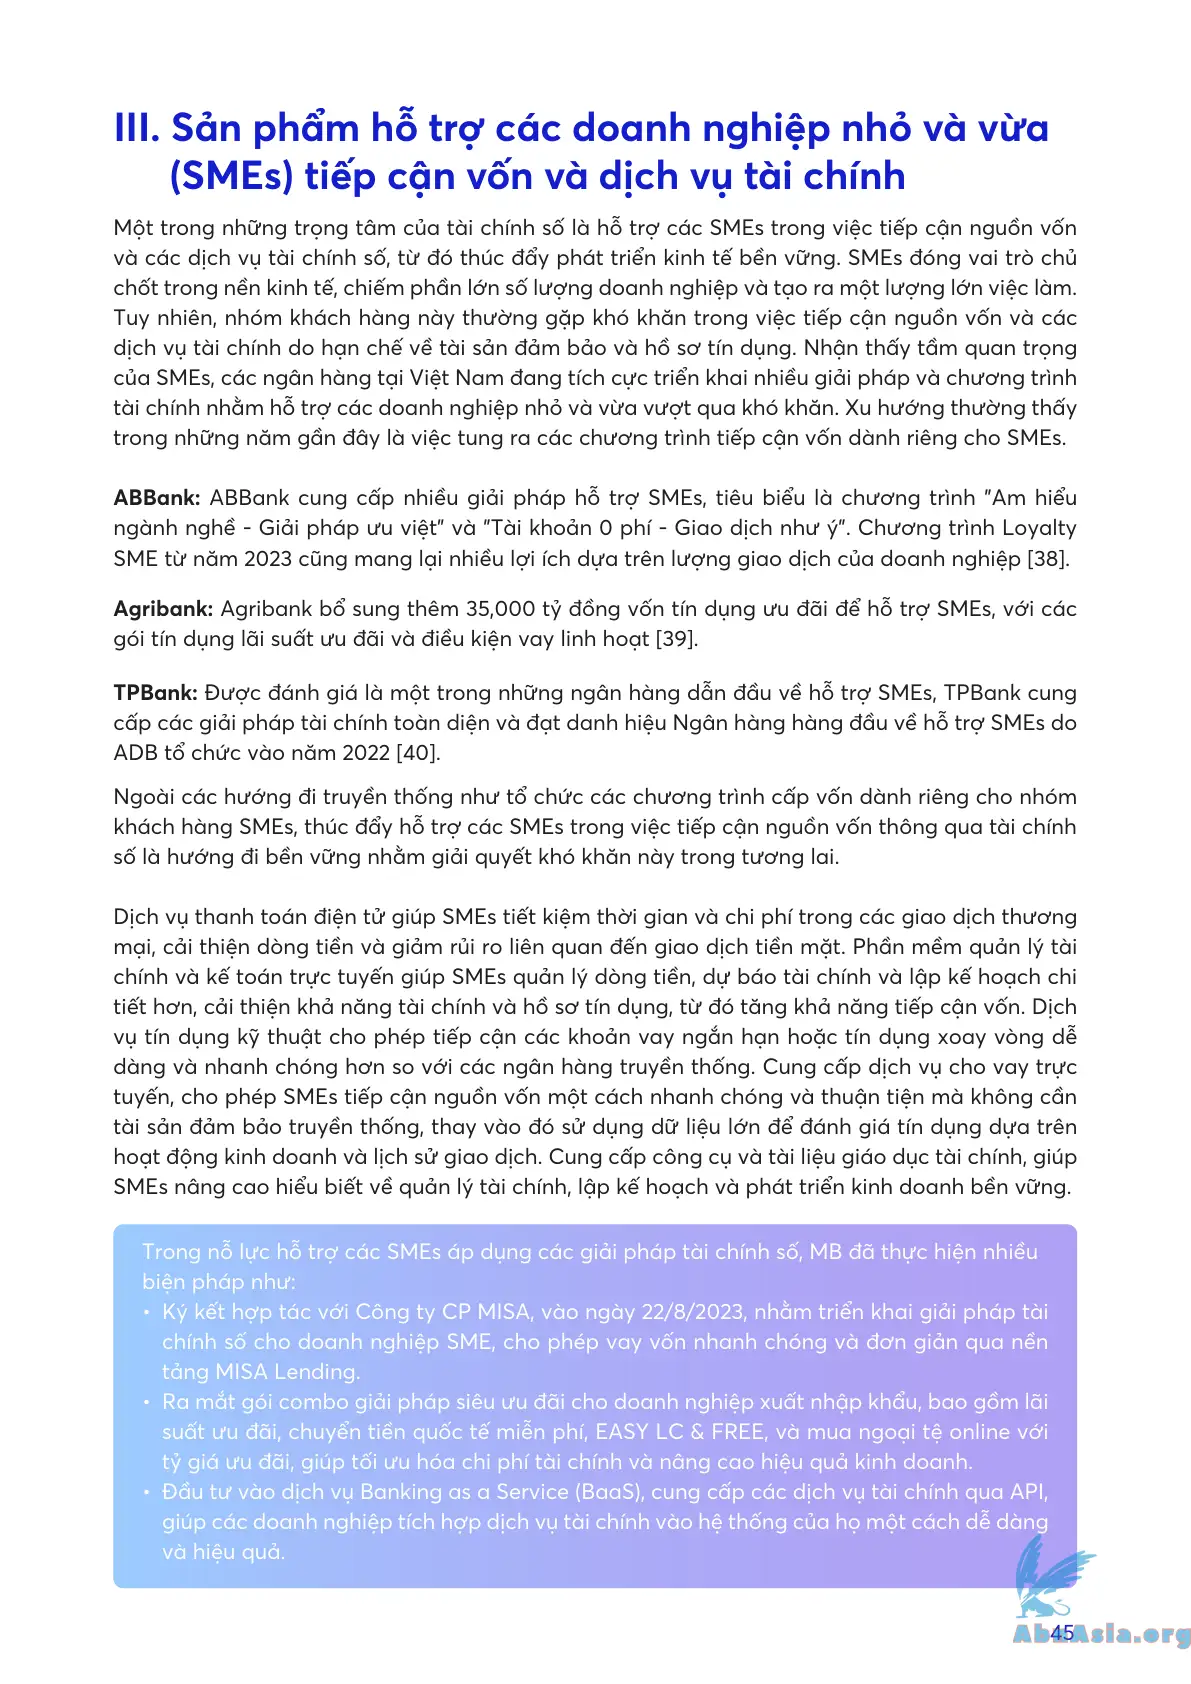 III. Sản phẩm hỗ trợ các doanh nghiệp nhỏ và vừa
(SMEs) tiếp cận vốn và dịch vụ tài chính
Một trong những trọng tâm của tài chính số là hỗ trợ các SMEs trong việc tiếp cận nguồn vốn
và các dịch vụ tài chính số, từ đó thúc đẩy phát triển kinh tế bền vững. SMEs đóng vai trò chủ
chốt trong nền kinh tế, chiếm phần lớn số lượng doanh nghiệp và tạo ra một lượng lớn việc làm.
Tuy nhiên, nhóm khách hàng này thường gặp khó khăn trong việc tiếp cận nguồn vốn và các
dịch vụ tài chính do hạn chế về tài sản đảm bảo và hồ sơ tín dụng. Nhận thấy tầm quan trọng
của SMEs, các ngân hàng tại Việt Nam đang tích cực triển khai nhiều giải pháp và chương trình
tài chính nhằm hỗ trợ các doanh nghiệp nhỏ và vừa vượt qua khó khăn. Xu hướng thường thấy
trong những năm gần đây là việc tung ra các chương trình tiếp cận vốn dành riêng cho SMEs.
ABBank: ABBank cung cấp nhiều giải pháp hỗ trợ SMEs, tiêu biểu là chương trình "Am hiểu
ngành nghề - Giải pháp ưu việt" và "Tài khoản 0 phí - Giao dịch như ý". Chương trình Loyalty
SME từ năm 2023 cũng mang lại nhiều lợi ích dựa trên lượng giao dịch của doanh nghiệp [38].
Agribank: Agribank bổ sung thêm 35,000 tỷ đồng vốn tín dụng ưu đãi để hỗ trợ SMEs, với các
gói tín dụng lãi suất ưu đãi và điều kiện vay linh hoạt [39].
TPBank: Được đánh giá là một trong những ngân hàng dẫn đầu về hỗ trợ SMEs, TPBank cung
cấp các giải pháp tài chính toàn diện và đạt danh hiệu Ngân hàng hàng đầu về hỗ trợ SMEs do
ADB tổ chức vào năm 2022 [40].
Ngoài các hướng đi truyền thống như tổ chức các chương trình cấp vốn dành riêng cho nhóm
khách hàng SMEs, thúc đẩy hỗ trợ các SMEs trong việc tiếp cận nguồn vốn thông qua tài chính
số là hướng đi bền vững nhằm giải quyết khó khăn này trong tương lai.
Dịch vụ thanh toán điện tử giúp SMEs tiết kiệm thời gian và chi phí trong các giao dịch thương
mại, cải thiện dòng tiền và giảm rủi ro liên quan đến giao dịch tiền mặt. Phần mềm quản lý tài
chính và kế toán trực tuyến giúp SMEs quản lý dòng tiền, dự báo tài chính và lập kế hoạch chi
tiết hơn, cải thiện khả năng tài chính và hồ sơ tín dụng, từ đó tăng khả năng tiếp cận vốn. Dịch
vụ tín dụng kỹ thuật cho phép tiếp cận các khoản vay ngắn hạn hoặc tín dụng xoay vòng dễ
dàng và nhanh chóng hơn so với các ngân hàng truyền thống. Cung cấp dịch vụ cho vay trực
tuyến, cho phép SMEs tiếp cận nguồn vốn một cách nhanh chóng và thuận tiện mà không cần
tài sản đảm bảo truyền thống, thay vào đó sử dụng dữ liệu lớn để đánh giá tín dụng dựa trên
hoạt động kinh doanh và lịch sử giao dịch. Cung cấp công cụ và tài liệu giáo dục tài chính, giúp
SMEs nâng cao hiểu biết về quản lý tài chính, lập kế hoạch và phát triển kinh doanh bền vững.
Trong nỗ lực hỗ trợ các SMEs áp dụng các giải pháp tài chính số, MB đã thực hiện nhiều
biện pháp như:
• Ký kết hợp tác với Công ty CP MISA, vào ngày 22/8/2023, nhằm triển khai giải pháp tài
chính số cho doanh nghiệp SME, cho phép vay vốn nhanh chóng và đơn giản qua nền
tảng MISA Lending.
• Ra mắt gói combo giải pháp siêu ưu đãi cho doanh nghiệp xuất nhập khẩu, bao gồm lãi
suất ưu đãi, chuyển tiền quốc tế miễn phí, EASY LC & FREE, và mua ngoại tệ online với
tỷ giá ưu đãi, giúp tối ưu hóa chi phí tài chính và nâng cao hiệu quả kinh doanh.
• Đầu tư vào dịch vụ Banking as a Service (BaaS), cung cấp các dịch vụ tài chính qua API,
giúp các doanh nghiệp tích hợp dịch vụ tài chính vào hệ thống của họ một cách dễ dàng
và hiệu quả.
45